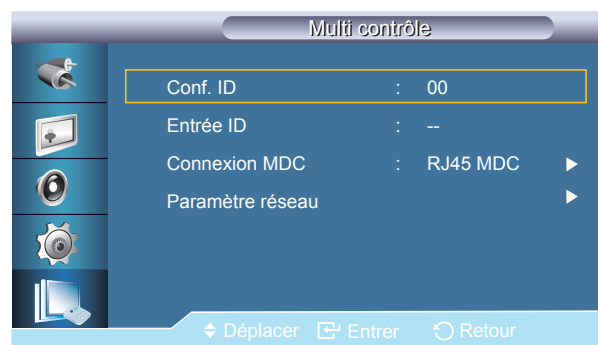 Multi contrôle
Conf. ID : 00
Entrée ID : --
Connexion MDC : RJ45 MDC
Paramètre réseau
Déplacer Entrer Retour